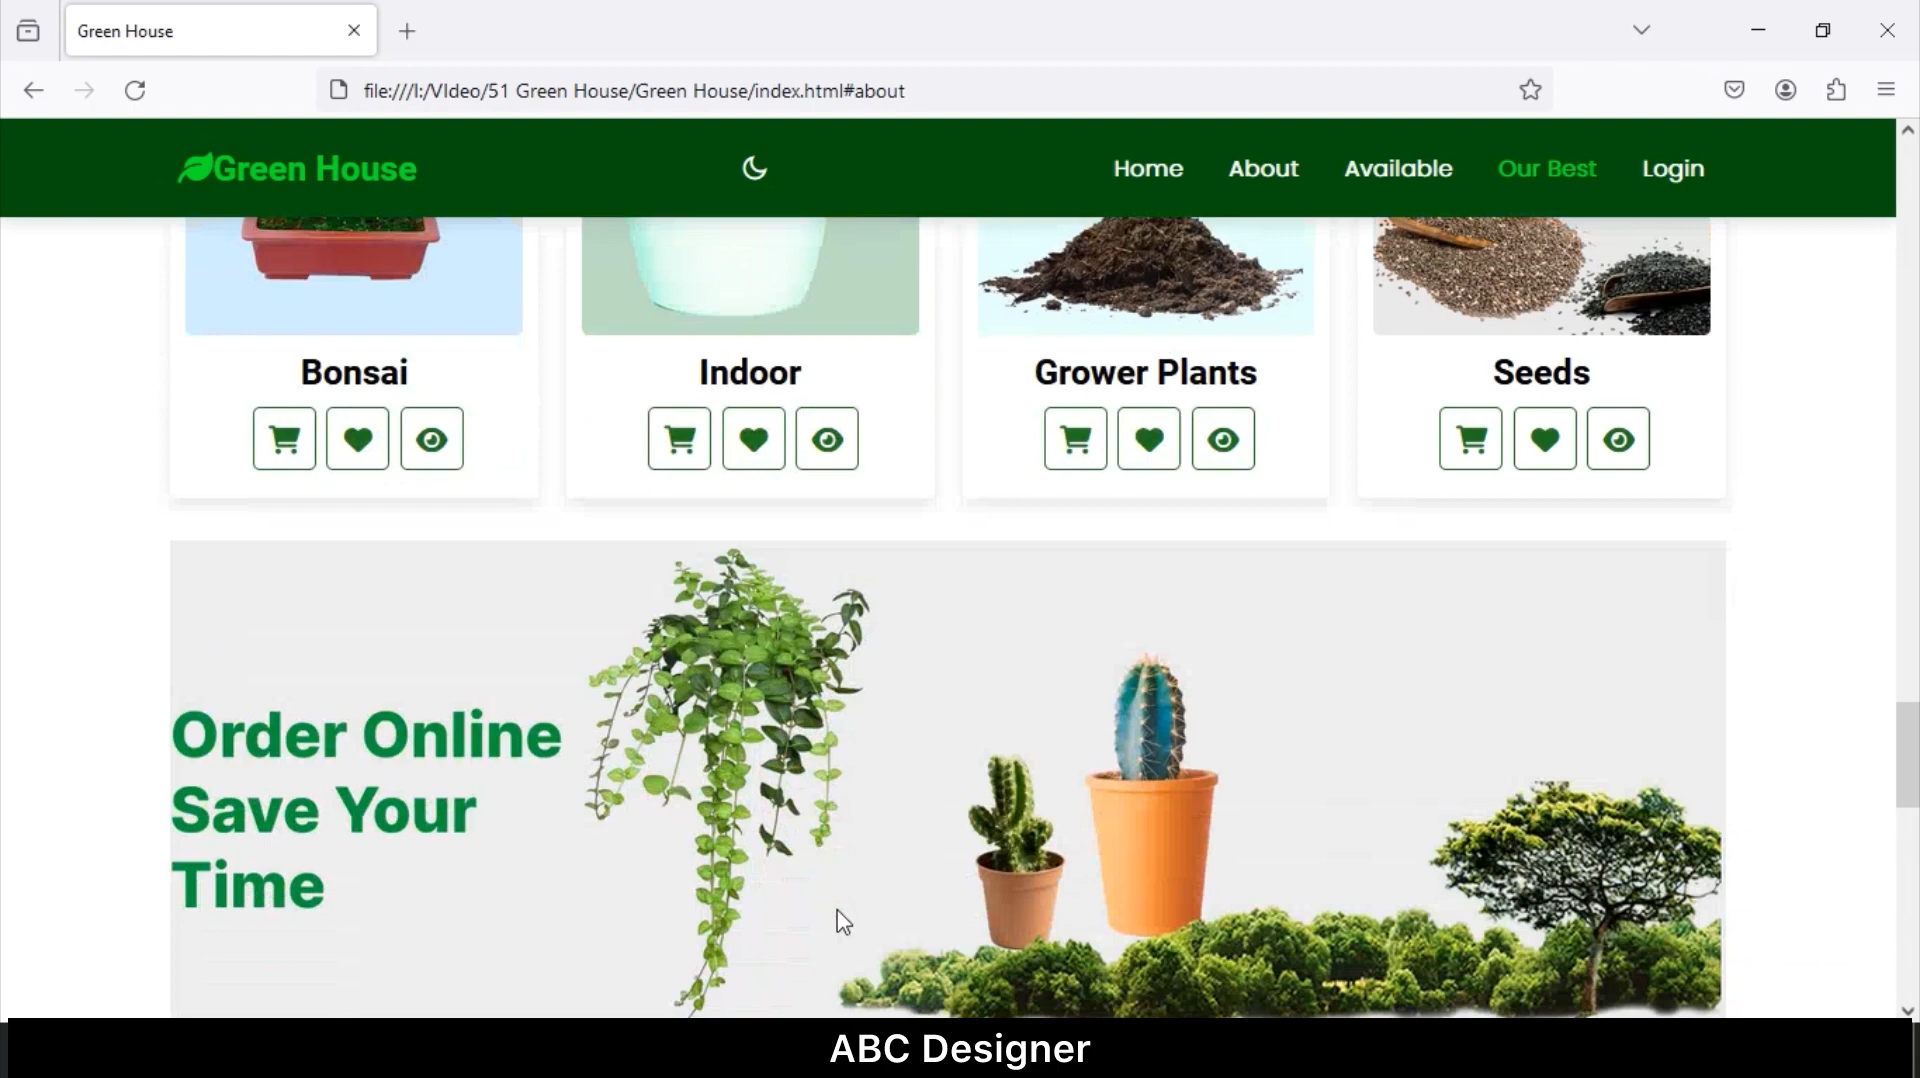 Green House
file:///I:/VIdeo/51 Green House/Green House/index.html#about
Green House
Home About Available Our Best Login
Bonsai Indoor Grower Plants Seeds
Order Online
Save Your
Time
ABC Designer